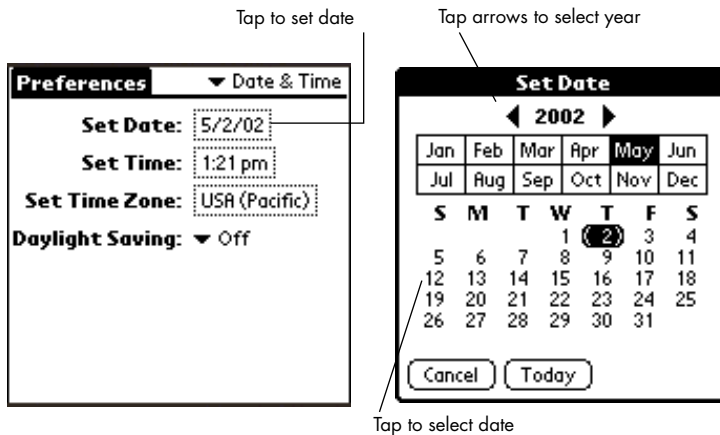 Tap to set date
Tap arrows to select year
Preferences Date & Time
Set Date: 5/2/02
Set Time: 1:21 pm
Set Time Zone: USA (Pacific)
Daylight Saving: Off
Set Date
2002
Jan Feb Mar Apr May Jun
Jul Aug Sep Oct Nov Dec
S M T W T F S
1 2 3 4
5 6 7 8 9 10 11
12 13 14 15 16 17 18
19 20 21 22 23 24 25
26 27 28 29 30 31
Cancel Today
Tap to select date